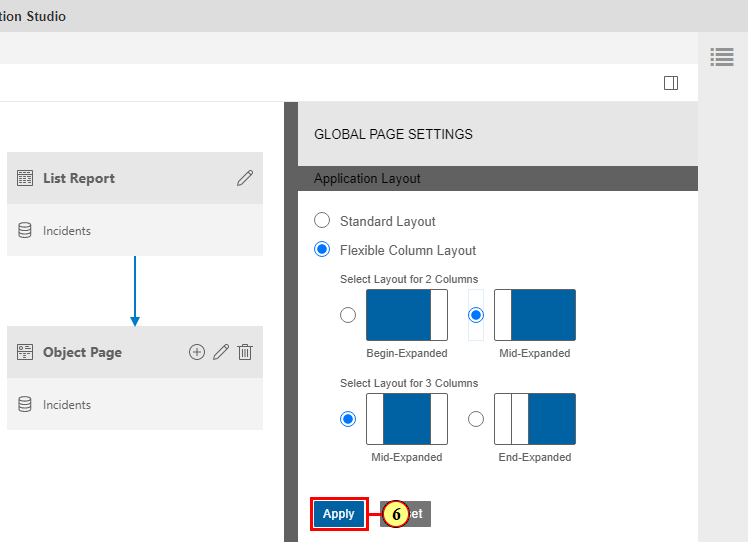 tion Studio
GLOBAL PAGE SETTINGS
Application Layout
List Report
Incidents
Object Page
Incidents
Standard Layout
Flexible Column Layout
Select Layout for 2 Columns
Begin-Expanded
Mid-Expanded
Select Layout for 3 Columns
Mid-Expanded
End-Expanded
Apply
6
et